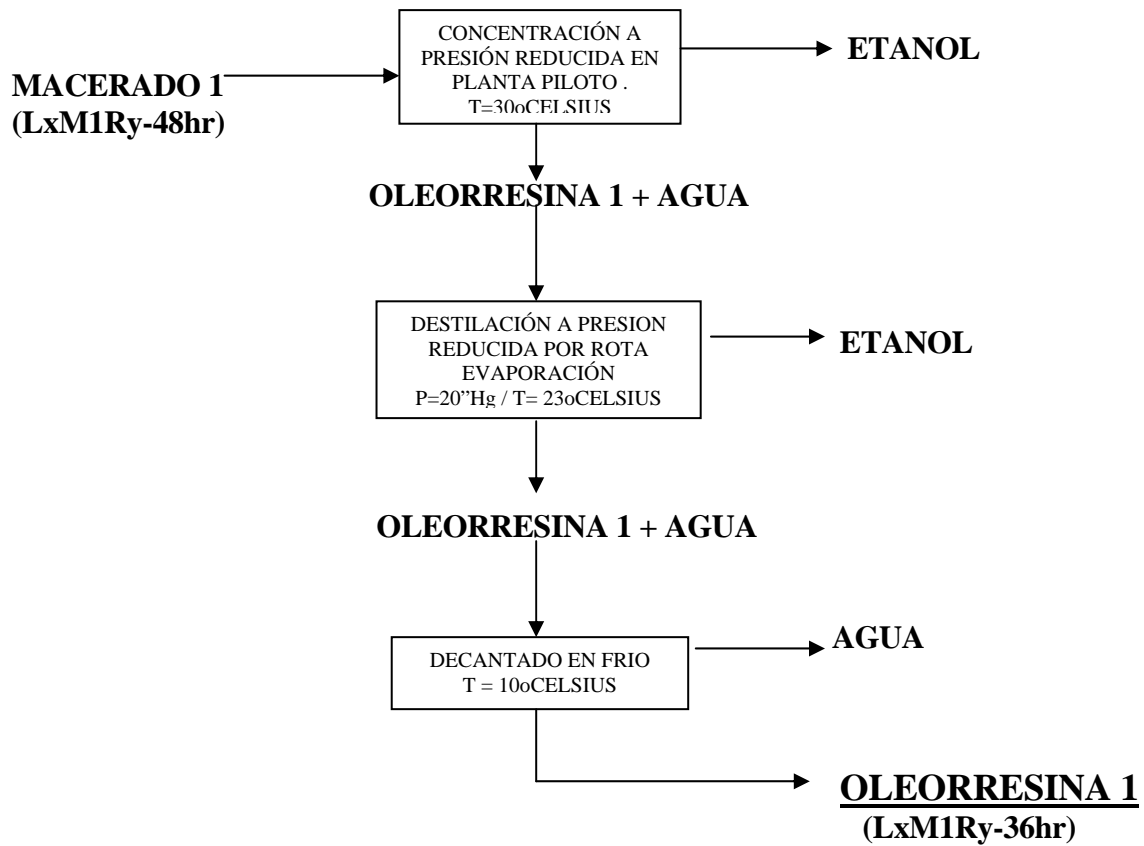 CONCENTRACIÓN A
PRESIÓN REDUCIDA EN
PLANTA PILOTO .
T=30oCELSIUS
ETANOL
MACERADO 1
(LxM1Ry-48hr)
OLEORRESINA 1 + AGUA
DESTILACIÓN A PRESION
REDUCIDA POR ROTA
EVAPORACIÓN
P=20”Hg / T= 23oCELSIUS
ETANOL
OLEORRESINA 1 + AGUA
DECANTADO EN FRIO
T = 10oCELSIUS
AGUA
OLEORRESINA 1
(LxM1Ry-36hr)